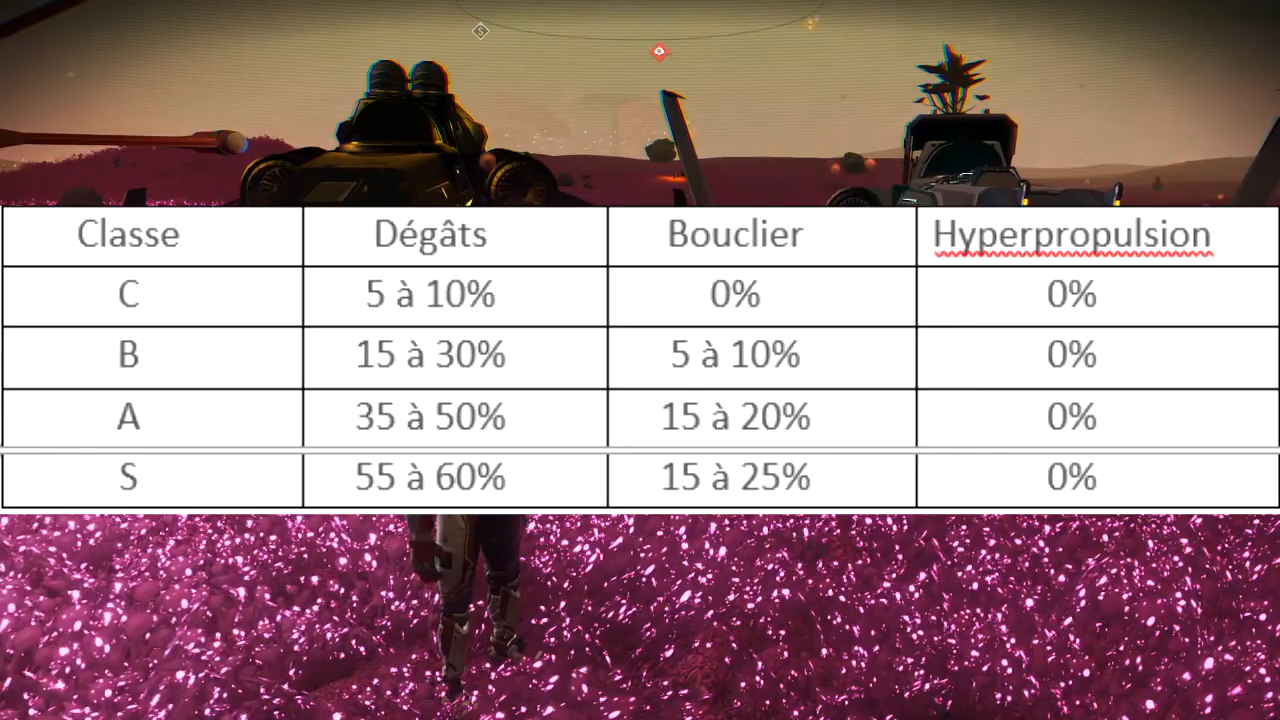 S
Classe Dégâts Bouclier Hyperpropulsion
C 5 à 10% 0% 0%
B 15 à 30% 5 à 10% 0%
A 35 à 50% 15 à 20% 0%
S 55 à 60% 15 à 25% 0%